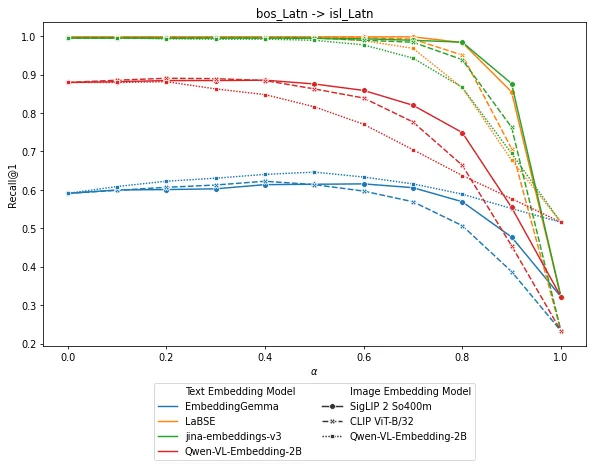 bos_Latn -> isl_Latn
Recall@1
1.0
0.9
0.8
0.7
0.6
0.5
0.4
0.3
0.2
0.0 0.2 0.4 0.6 0.8 1.0
α
Text Embedding Model Image Embedding Model
EmbeddingGemma SigLIP 2 So400m
LaBSE CLIP ViT-B/32
jina-embeddings-v3 Qwen-VL-Embedding-2B
Qwen-VL-Embedding-2B